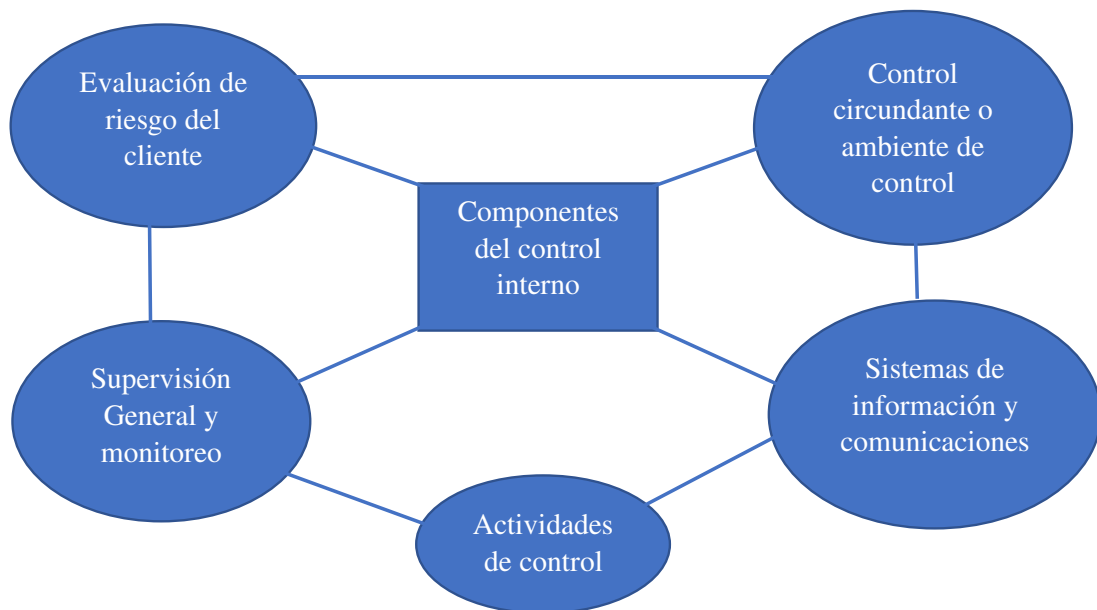 Evaluación de
riesgo del
cliente
Control
circundante o
ambiente de
control
Componentes
del control
interno
Supervisión
General y
monitoreo
Sistemas de
información y
comunicaciones
Actividades
de control